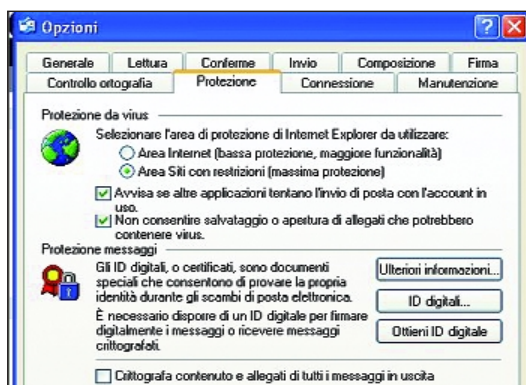 Opzioni
Generale Lettura Conferme Invio Composizione Firma
Controllo ortografia Protezione Connessione Manutenzione
Protezione da virus
Selezionare l'area di protezione di Internet Explorer da utilizzare:
Area Internet (bassa protezione, maggiore funzionalità)
Area Siti con restrizioni (massima protezione)
Avvisa se altre applicazioni tentano l'invio di posta con l'account in
uso.
Non consentire salvataggio o apertura di allegati che potrebbero
contenere virus.
Protezione messaggi
Gli ID digitali, o certificati, sono documenti
speciali che consentono di provare la propria
identità durante gli scambi di posta elettronica.
Ulteriori informazioni...
ID digitali...
È necessario disporre di un ID digitale per firmare
digitalmente i messaggi o ricevere messaggi
crittografati.
Ottieni ID digitale
Crittografa contenuto e allegati di tutti i messaggi in uscita